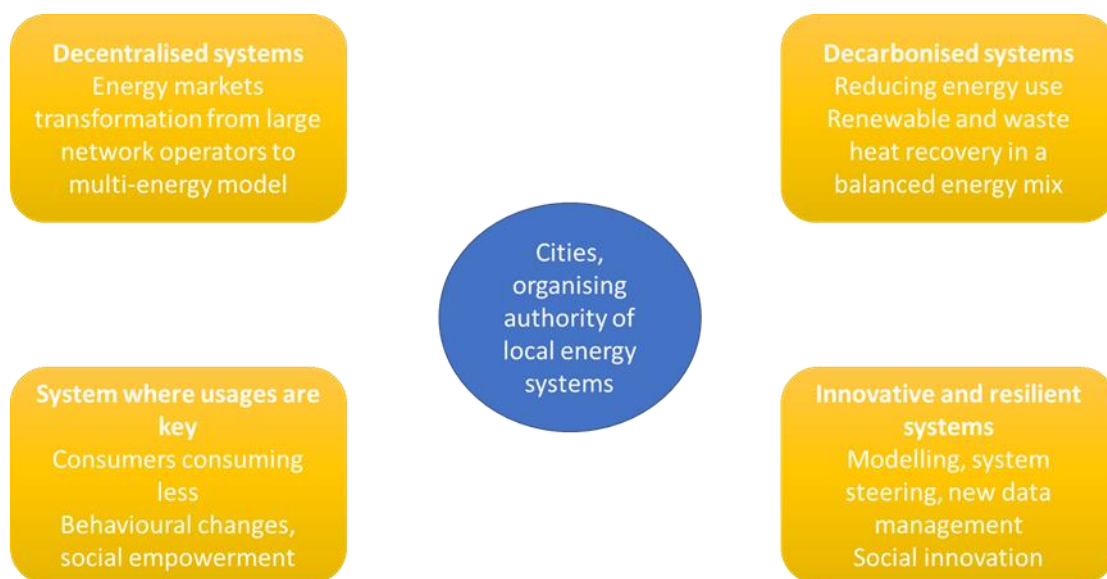 Decentralised systems
Energy markets
transformation from large
network operators to
multi-energy model
Decarbonised systems
Reducing energy use
Renewable and waste
heat recovery in a
balanced energy mix
Cities,
organising
authority of
local energy
systems
System where usages are
key
Consumers consuming
less
Behavioural changes,
social empowerment
Innovative and resilient
systems
Modelling, system
steering, new data
management
Social innovation